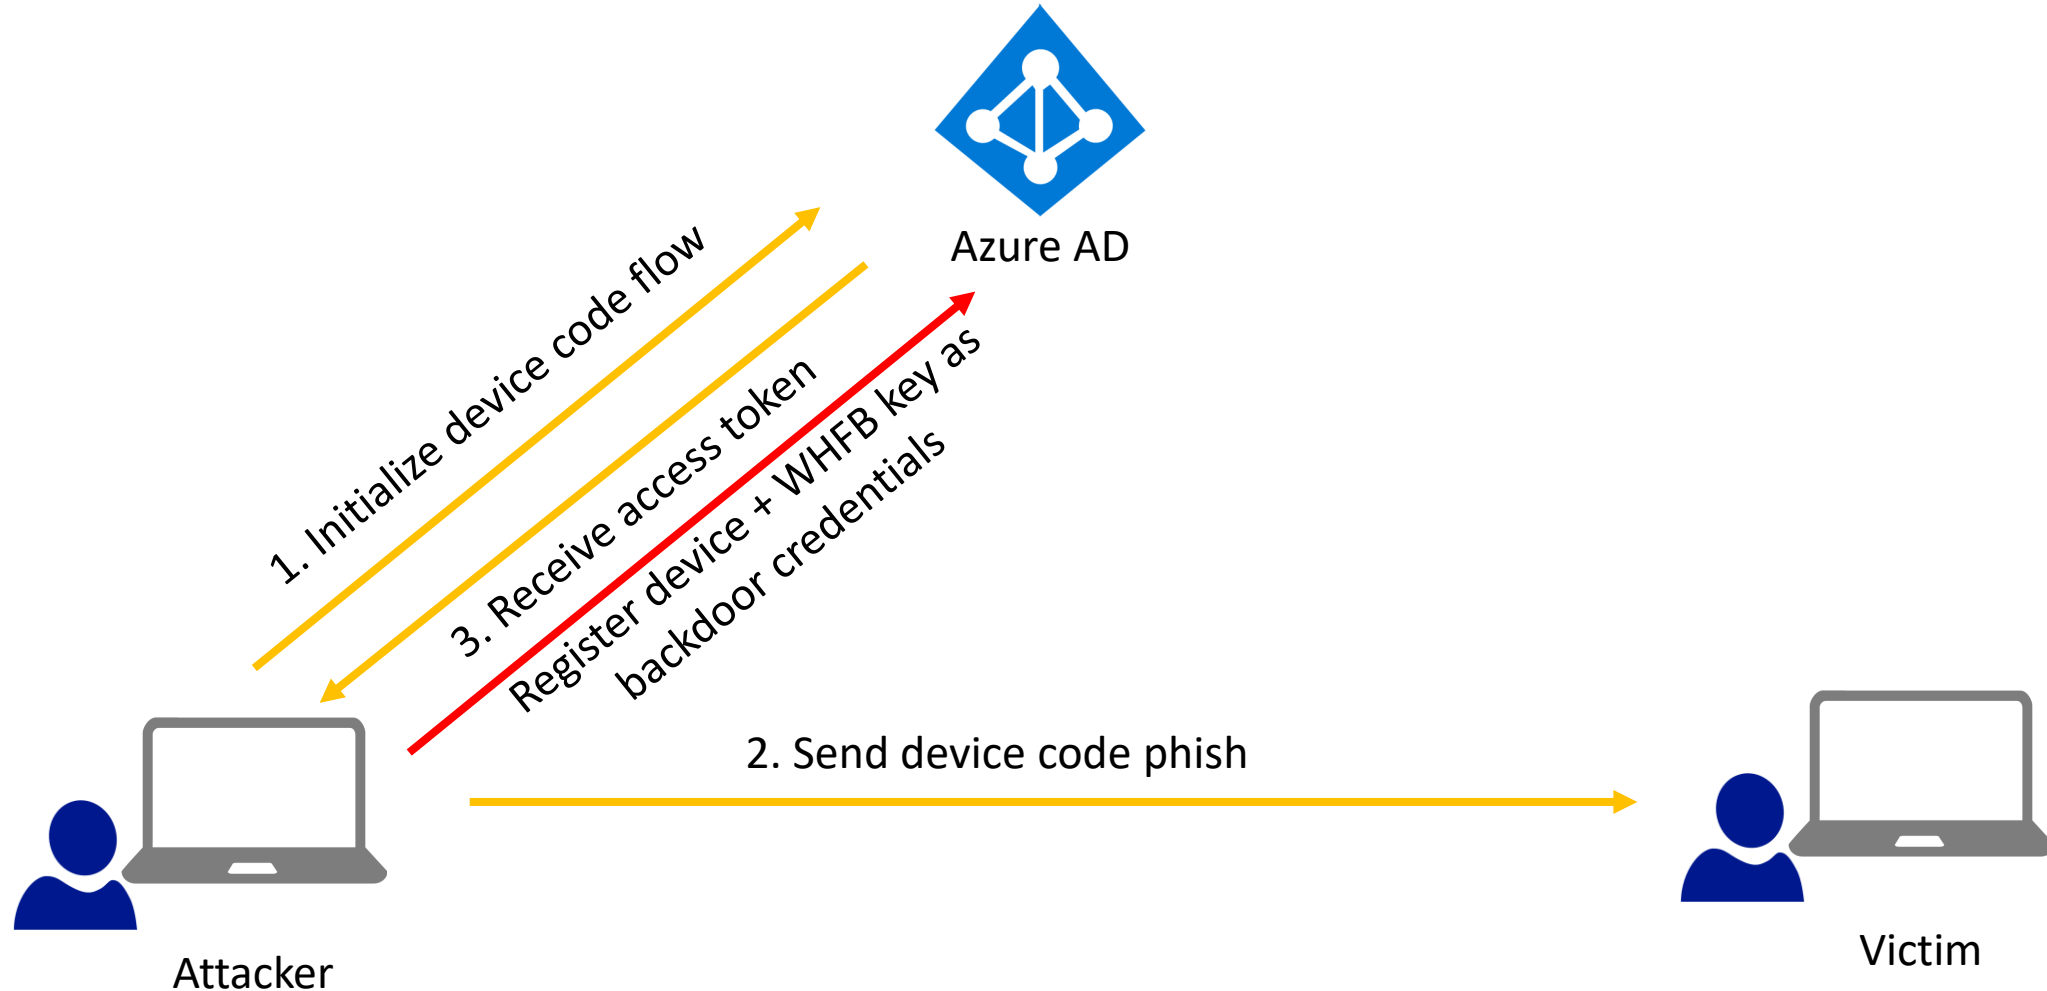 Azure AD
1. Initialize device code flow
3. Receive access token
Register device + WHFB key as
backdoor credentials
2. Send device code phish
Attacker
Victim